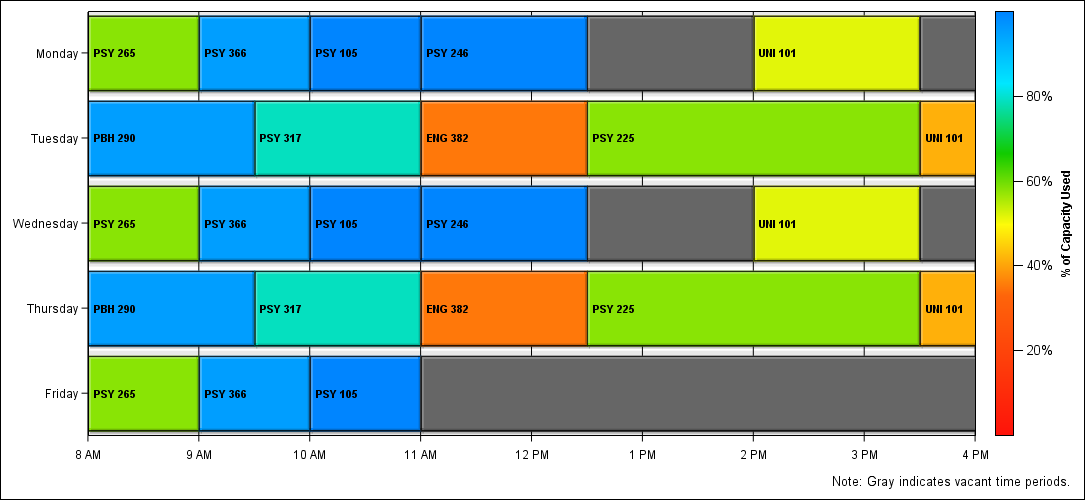 Monday
PSY 265
PSY 366
PSY 105
PSY 246
UNI 101
Tuesday
PBH 290
PSY 317
ENG 382
PSY 225
UNI 101
Wednesday
PSY 265
PSY 366
PSY 105
PSY 246
UNI 101
Thursday
PBH 290
PSY 317
ENG 382
PSY 225
UNI 101
Friday
PSY 265
PSY 366
PSY 105
8 AM
9 AM
10 AM
11 AM
12 PM
1 PM
2 PM
3 PM
4 PM
80%
60%
40%
20%
% of Capacity Used
Note: Gray indicates vacant time periods.